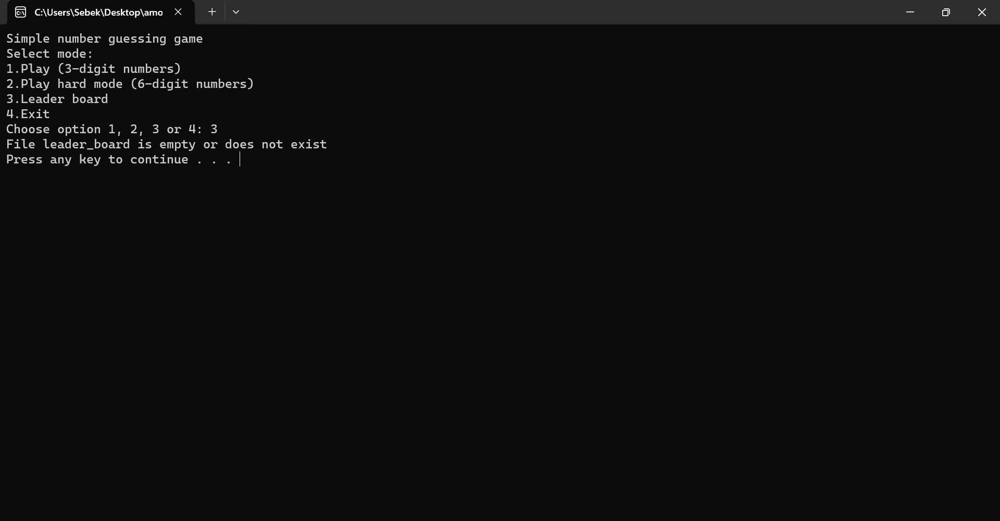 C:\Users\Sebek\Desktop\amo
Simple number guessing game
Select mode:
1.Play (3-digit numbers)
2.Play hard mode (6-digit numbers)
3.Leader board
4.Exit
Choose option 1, 2, 3 or 4: 3
File leader_board is empty or does not exist
Press any key to continue . . .